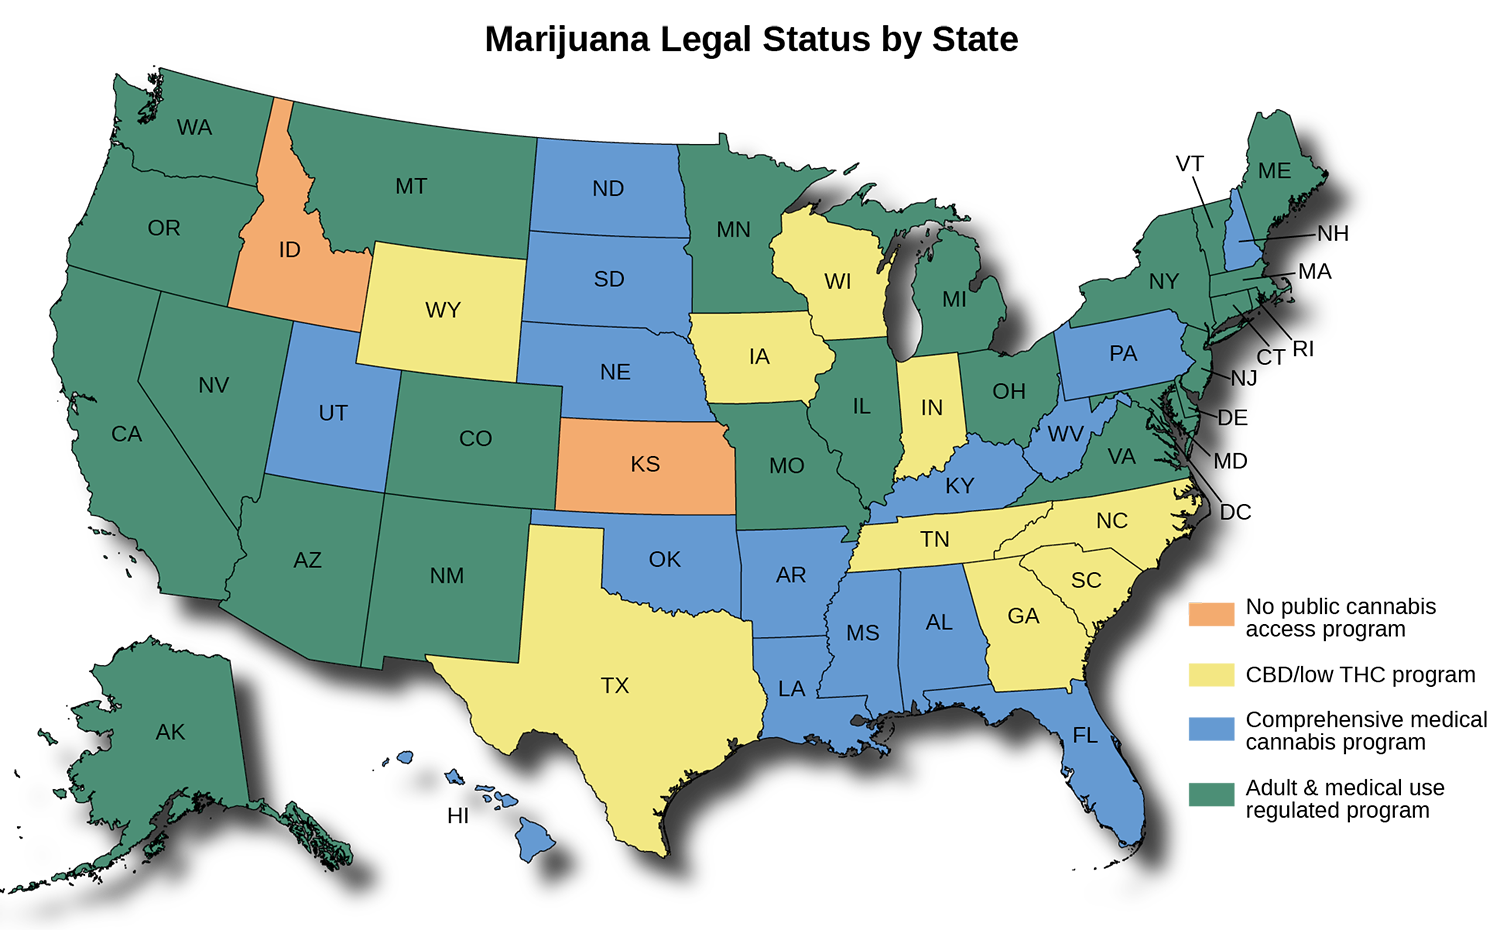 Marijuana Legal Status by State
WA
MT
ND
MN
VT
ME
OR
ID
SD
WI
MI
NY
NH
MA
WY
NE
IA
PA
RI
CT
NV
UT
CO
KS
MO
IL
IN
OH
NJ
DE
CA
WV
VA
MD
KY
DC
AZ
NM
OK
AR
TN
NC
SC
MS
AL
GA
TX
LA
FL
AK
HI
No public cannabis
access program
CBD/low THC program
Comprehensive medical
cannabis program
Adult & medical use
regulated program